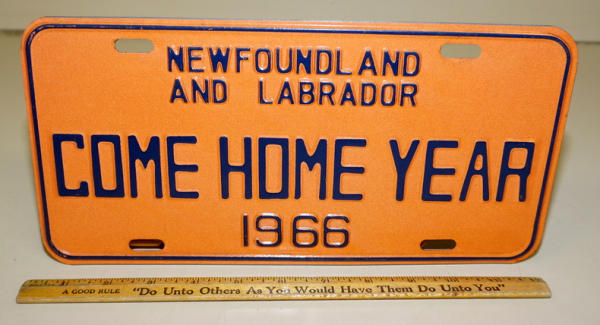 NEWFOUNDLAND
AND LABRADOR
COME HOME YEAR
1966
A GOOD RULE "Do Unto Others As You Would Have Them Do Unto You"